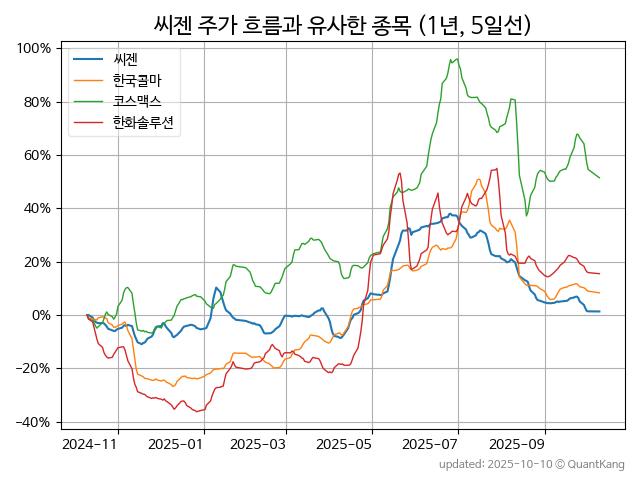 씨젠 주가 흐름과 유사한 종목 (1년, 5일선)
100%
80%
60%
40%
20%
0%
−20%
−40%
씨젠
한국콜마
코스맥스
한화솔루션
2024-11
2025-01
2025-03
2025-05
2025-07
2025-09
updated: 2025-10-10 © QuantKang